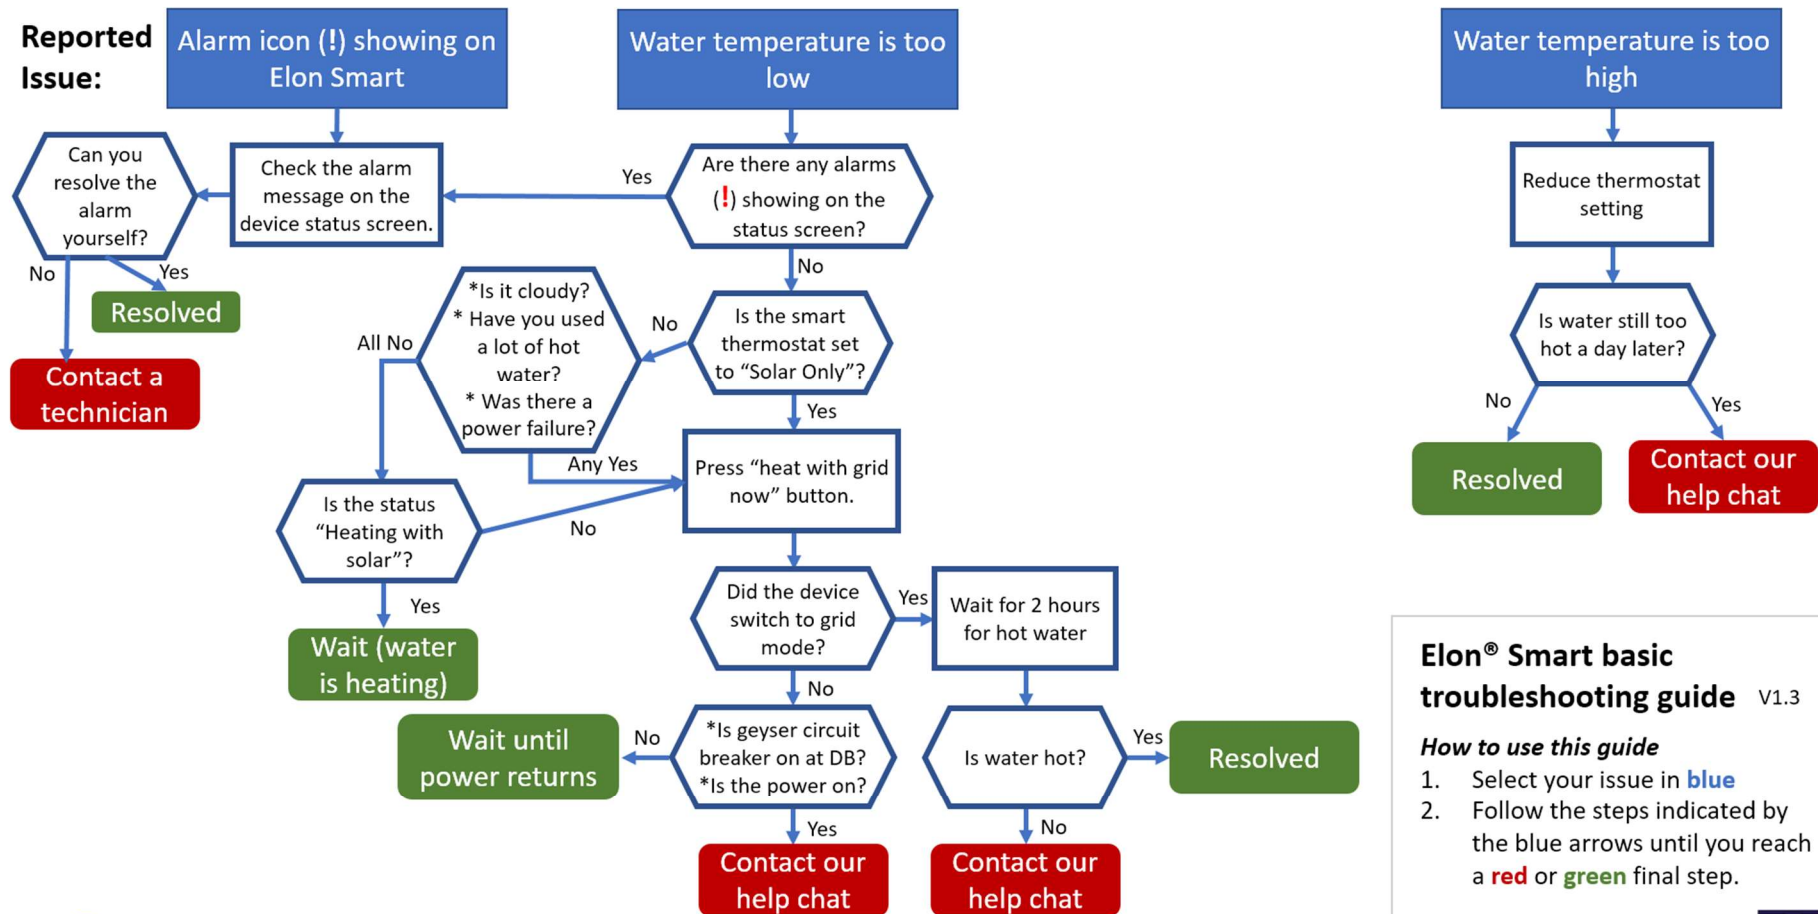 Reported
Issue:
Alarm icon (!) showing on
Elon Smart
Water temperature is too
low
Water temperature is too
high
Can you
resolve the
alarm
yourself?
Check the alarm
message on the
device status screen.
Yes
Are there any alarms
(!) showing on the
status screen?
Reduce thermostat
setting
No
Yes
Resolved
Contact a
technician
No
*Is it cloudy?
* Have you used
a lot of hot
water?
* Was there a
power failure?
All No
No
Is the smart
thermostat set
to “Solar Only”?
Is water still too
hot a day later?
Yes
No
Yes
Any Yes
Press “heat with grid
now” button.
Resolved
Contact our
help chat
Is the status
“Heating with
solar”?
No
Yes
Wait (water
is heating)
Did the device
switch to grid
mode?
Yes
Wait for 2 hours
for hot water
No
Wait until
power returns
No
*Is geyser circuit
breaker on at DB?
*Is the power on?
Is water hot?
Yes
Resolved
Yes
No
Contact our
help chat
Contact our
help chat
Elon® Smart basic
troubleshooting guide V1.3
How to use this guide
1. Select your issue in blue
2. Follow the steps indicated by
the blue arrows until you reach
a red or green final step.